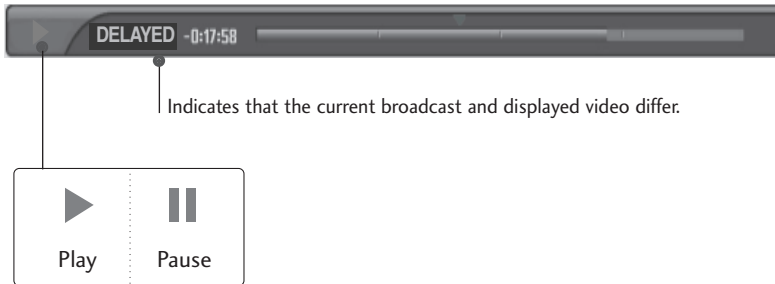 DELAYED -0:17:58
Indicates that the current broadcast and displayed video differ.
Play Pause